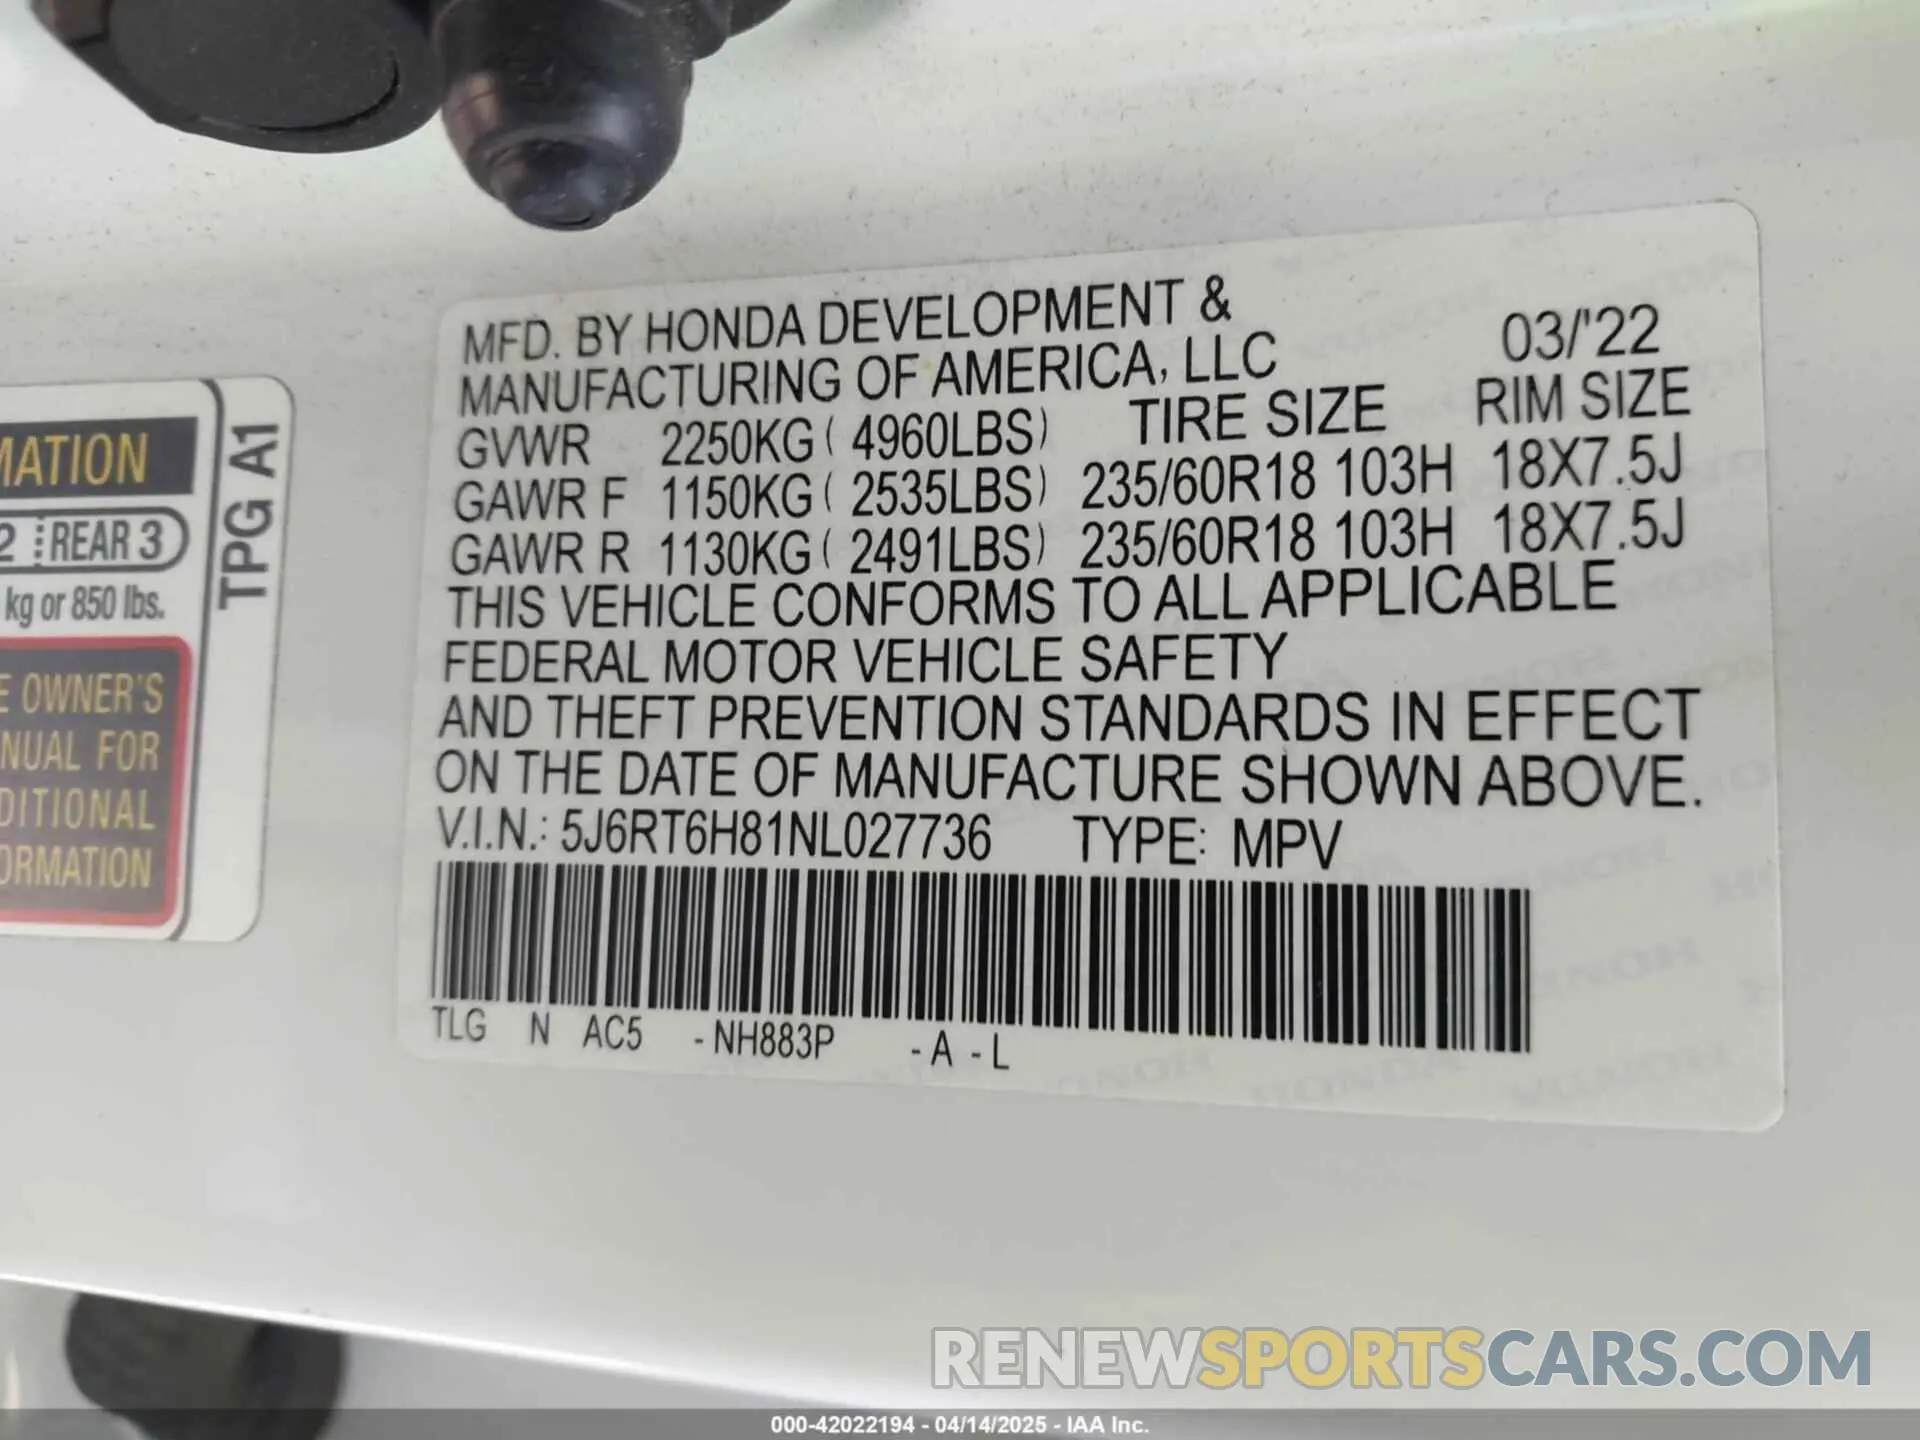 MFD. BY HONDA DEVELOPMENT &
MANUFACTURING OF AMERICA, LLC 03/'22
GVWR 2250KG ( 4960LBS) TIRE SIZE RIM SIZE
GAWR F 1150KG ( 2535LBS) 235/60R18 103H 18X7.5J
GAWR R 1130KG ( 2491LBS) 235/60R18 103H 18X7.5J
THIS VEHICLE CONFORMS TO ALL APPLICABLE
FEDERAL MOTOR VEHICLE SAFETY
AND THEFT PREVENTION STANDARDS IN EFFECT
ON THE DATE OF MANUFACTURE SHOWN ABOVE.
V.I.N.: 5J6RT6H81NL027736 TYPE: MPV
TLG N AC5 -NH883P -A -L
MATION
2 REAR 3
kg or 850 lbs.
E OWNER'S
NUAL FOR
DITIONAL
ORMATION
TPG A1
RENEWSPORTSCARS.COM
000-42022194 - 04/14/2025 - IAA Inc.